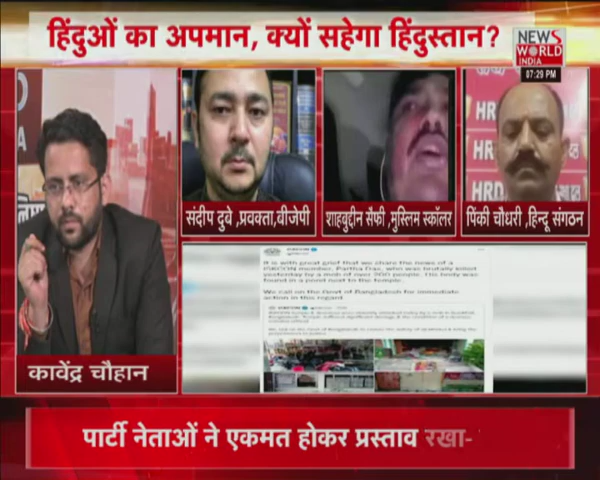 हिंदुओं का अपमान, क्यों सहेगा हिंदुस्तान?
NEWS
WORLD
INDIA
07:29 PM
HRD
HRD
संदीप दुवे ,प्रवक्ता,बीजेपी
शाहबुद्दीन सैफी ,मुस्लिम स्कॉलर
पिंकी चौधरी ,हिन्दू संगठन
It is with great grief that we share the news of a
ISKCON member, Partha Das, who was brutally killed
yesterday by a mob of over 200 people. His body was
found in a pond next to the temple.
We call on the Govt of Bangladesh for immediate
action in this regard
कावेंद्र चौहान
पार्टी नेताओं ने एकमत होकर प्रस्ताव रखा-